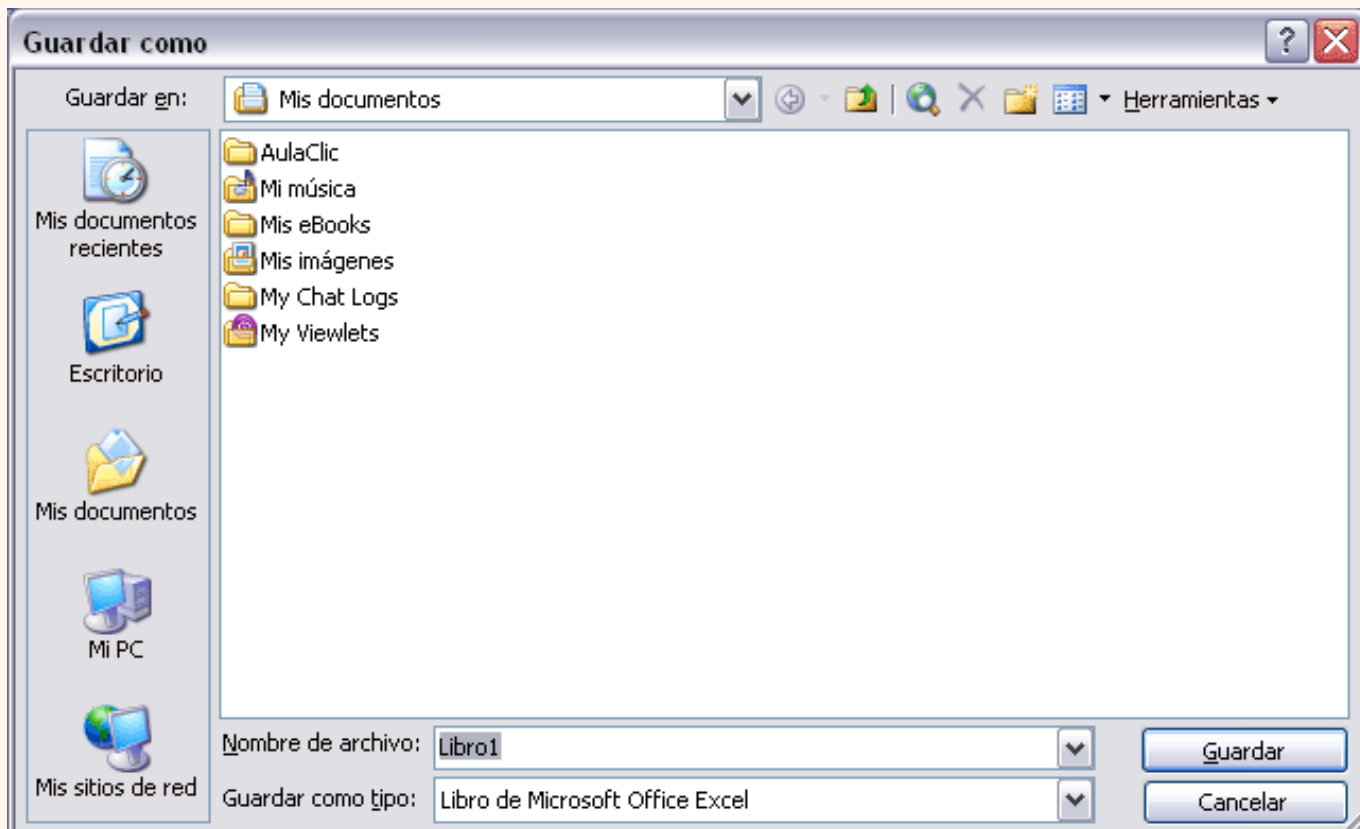 Guardar como
Guardar en:
Mis documentos
Herramientas
Mis documentos
recientes
Escritorio
Mis documentos
Mi PC
Mis sitios de red
AulaClic
Mi música
Mis eBooks
Mis imágenes
My Chat Logs
My Viewlets
Nombre de archivo:
Libro1
Guardar
Guardar como tipo:
Libro de Microsoft Office Excel
Cancelar